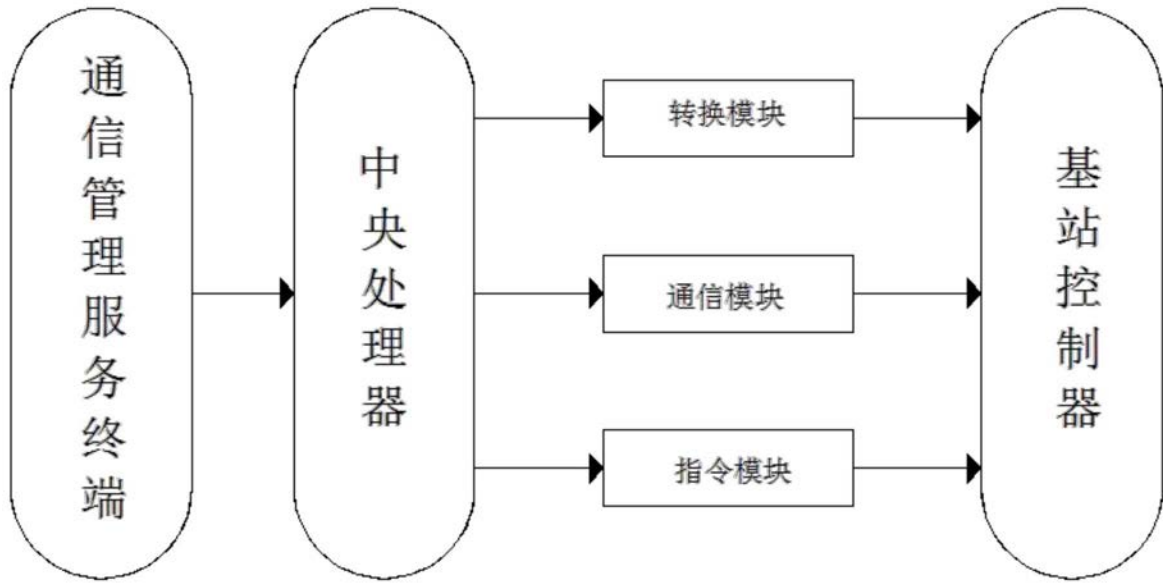 通信管理服务终端
中央处理器
转换模块
通信模块
指令模块
基站控制器